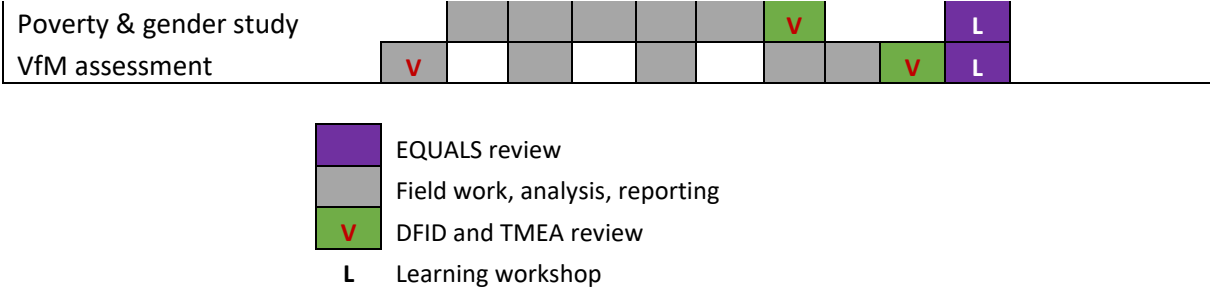 Poverty & gender study V L
VfM assessment V V L
EQUALS review
Field work, analysis, reporting
V DFID and TMEA review
L Learning workshop